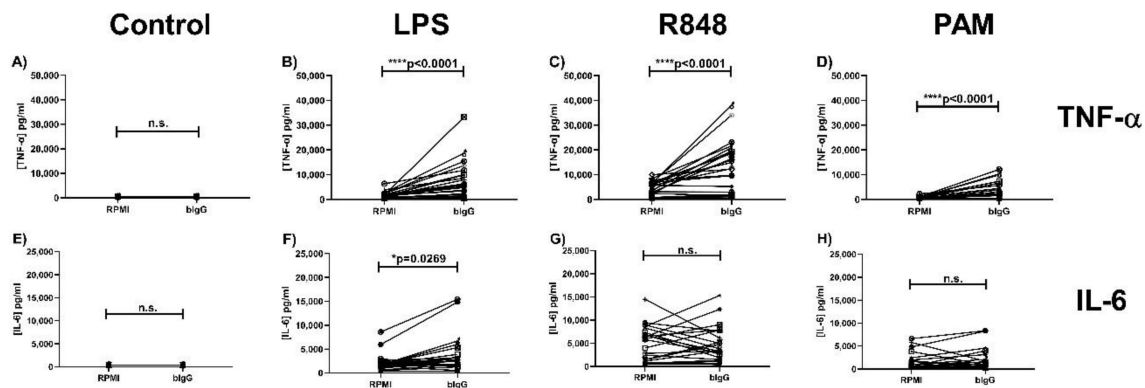 Control LPS R848 PAM
A) B) C) D)
50,000 50,000 50,000 50,000
40,000 40,000 40,000 40,000
30,000 30,000 30,000 30,000
20,000 20,000 20,000 20,000
10,000 10,000 10,000 10,000
0 0 0 0
[TNF-α] pg/ml [TNF-α] pg/ml [TNF-α] pg/ml [TNF-α] pg/ml
n.s. ****p<0.0001 ****p<0.0001 ****p<0.0001
RPMI bIgG RPMI bIgG RPMI bIgG RPMI bIgG
TNF-α
E) F) G) H)
25,000 25,000 25,000 25,000
20,000 20,000 20,000 20,000
15,000 15,000 15,000 15,000
10,000 10,000 10,000 10,000
5,000 5,000 5,000 5,000
0 0 0 0
[IL-6] pg/ml [IL-6] pg/ml [IL-6] pg/ml [IL-6] pg/ml
n.s. *p=0.0269 n.s. n.s.
RPMI bIgG RPMI bIgG RPMI bIgG RPMI bIgG
IL-6